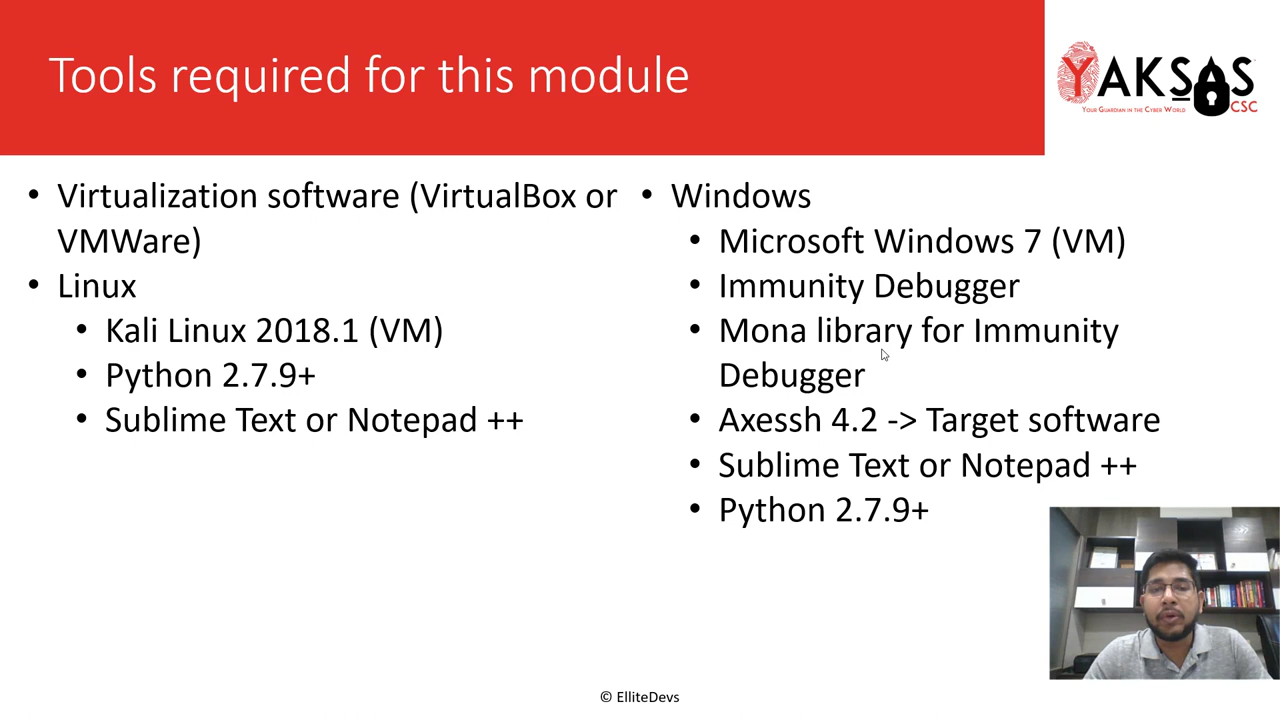 Tools required for this module
YAKSAS
CSC
YOUR GUARDIAN IN THE CYBER WORLD
• Virtualization software (VirtualBox or
VMWare)
• Linux
• Kali Linux 2018.1 (VM)
• Python 2.7.9+
• Sublime Text or Notepad ++
• Windows
• Microsoft Windows 7 (VM)
• Immunity Debugger
• Mona library for Immunity
Debugger
• Axessh 4.2 -> Target software
• Sublime Text or Notepad ++
• Python 2.7.9+
© ElliteDevs